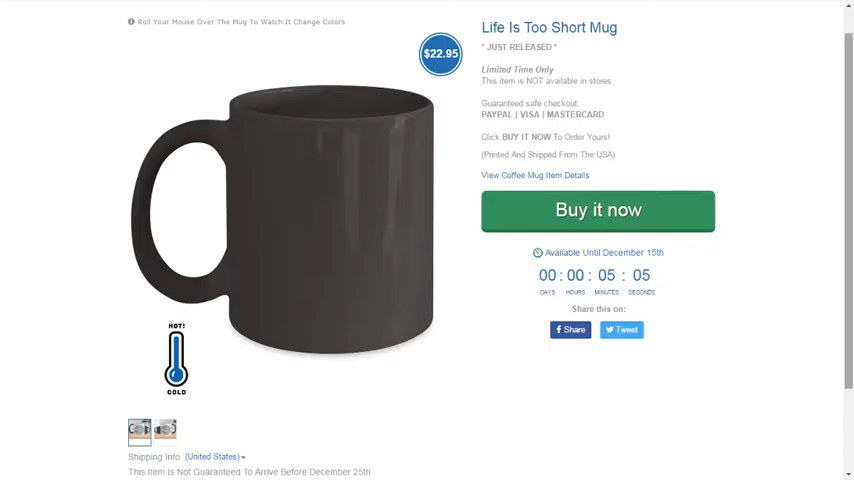 Roll Your Mouse Over The Mug To Watch It Change Colors
$22.95
HOT!
COLD
Shipping Info (United States)
This Item Is Not Guaranteed To Arrive Before December 25th
Life Is Too Short Mug
* JUST RELEASED *
Limited Time Only
This item is NOT available in stores.
Guaranteed safe checkout:
PAYPAL | VISA | MASTERCARD
Click BUY IT NOW To Order Yours!
(Printed And Shipped From The USA)
View Coffee Mug Item Details
Buy it now
Available Until December 15th
00 : 00 : 05 : 05
DAYS HOURS MINUTES SECONDS
Share this on:
Share Tweet